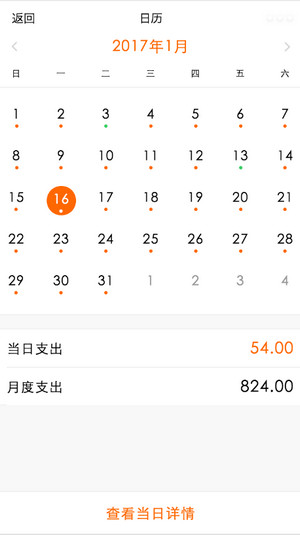 返回 日历
2017年1月
日 一 二 三 四 五 六
1 2 3 4 5 6 7
8 9 10 11 12 13 14
15 16 17 18 19 20 21
22 23 24 25 26 27 28
29 30 31 1 2 3 4
当日支出 54.00
月度支出 824.00
查看当日详情